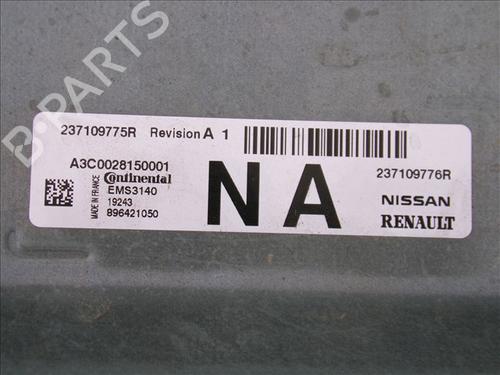 B-PARTS
237109775R Revision A 1
A3C0028150001
Continental
EMS3140
19243
896421050
MADE IN FRANCE
NA
237109776R
NISSAN
RENAULT